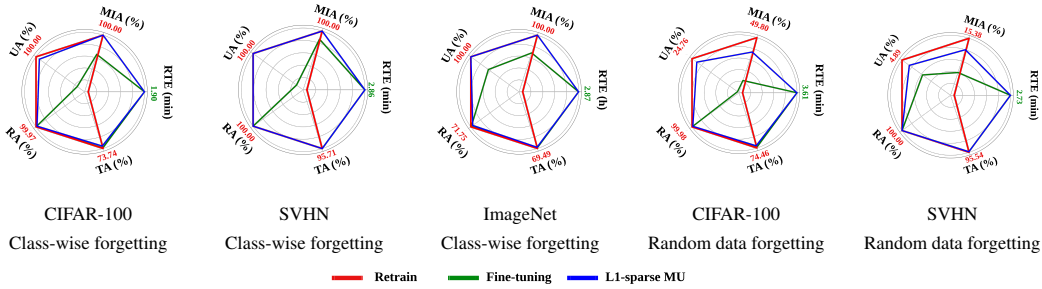 MIA (%)
100.00
UA (%)
100.00
RTE (min)
1.90
RA (%)
99.97
TA (%)
73.74
MIA (%)
100.00
UA (%)
100.00
RTE (min)
2.86
RA (%)
100.00
TA (%)
95.71
MIA (%)
100.00
UA (%)
100.00
RTE (h)
2.87
RA (%)
71.75
TA (%)
69.49
MIA (%)
49.80
UA (%)
24.76
RTE (min)
3.61
RA (%)
99.98
TA (%)
74.46
MIA (%)
15.38
UA (%)
4.89
RTE (min)
2.73
RA (%)
100.00
TA (%)
95.54
CIFAR-100
Class-wise forgetting
SVHN
Class-wise forgetting
ImageNet
Class-wise forgetting
CIFAR-100
Random data forgetting
SVHN
Random data forgetting
Retrain
Fine-tuning
L1-sparse MU